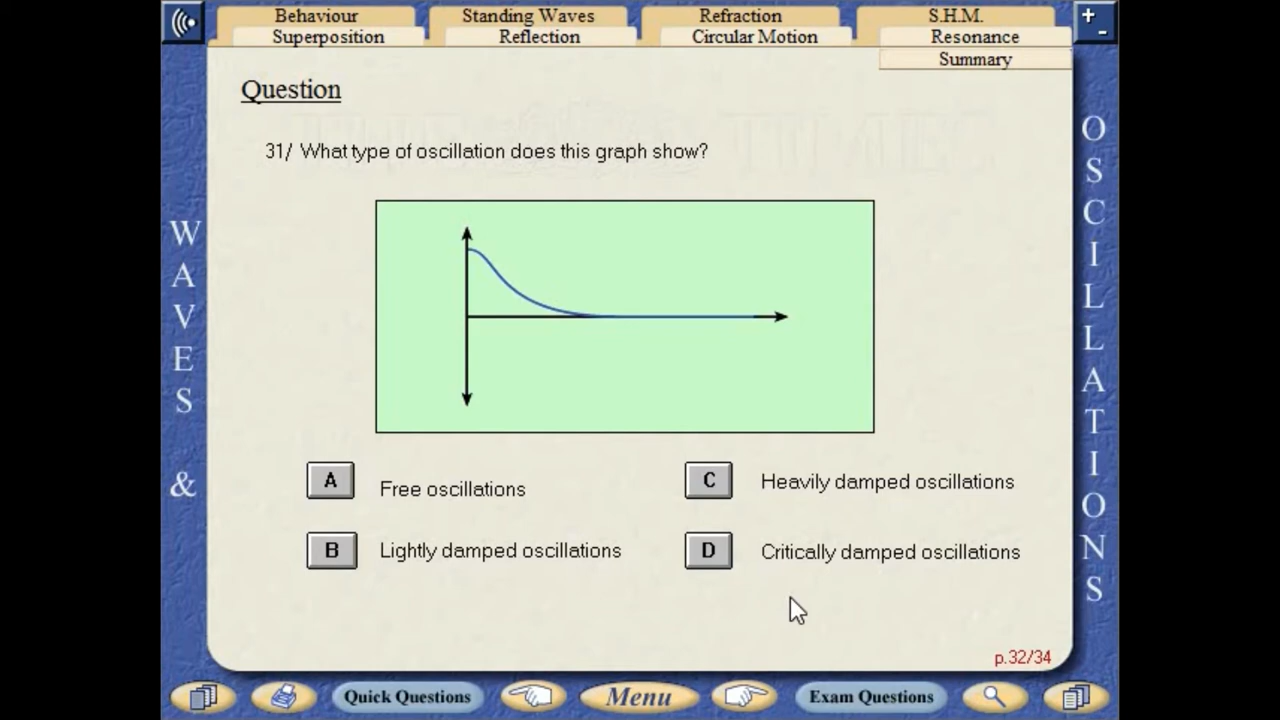 Behaviour
Standing Waves
Refraction
S.H.M.
Superposition
Reflection
Circular Motion
Resonance
Summary
+
-
Question
31/ What type of oscillation does this graph show?
A
Free oscillations
C
Heavily damped oscillations
B
Lightly damped oscillations
D
Critically damped oscillations
WAVES &
OSCILLATIONS
p.32/34
Quick Questions
Menu
Exam Questions